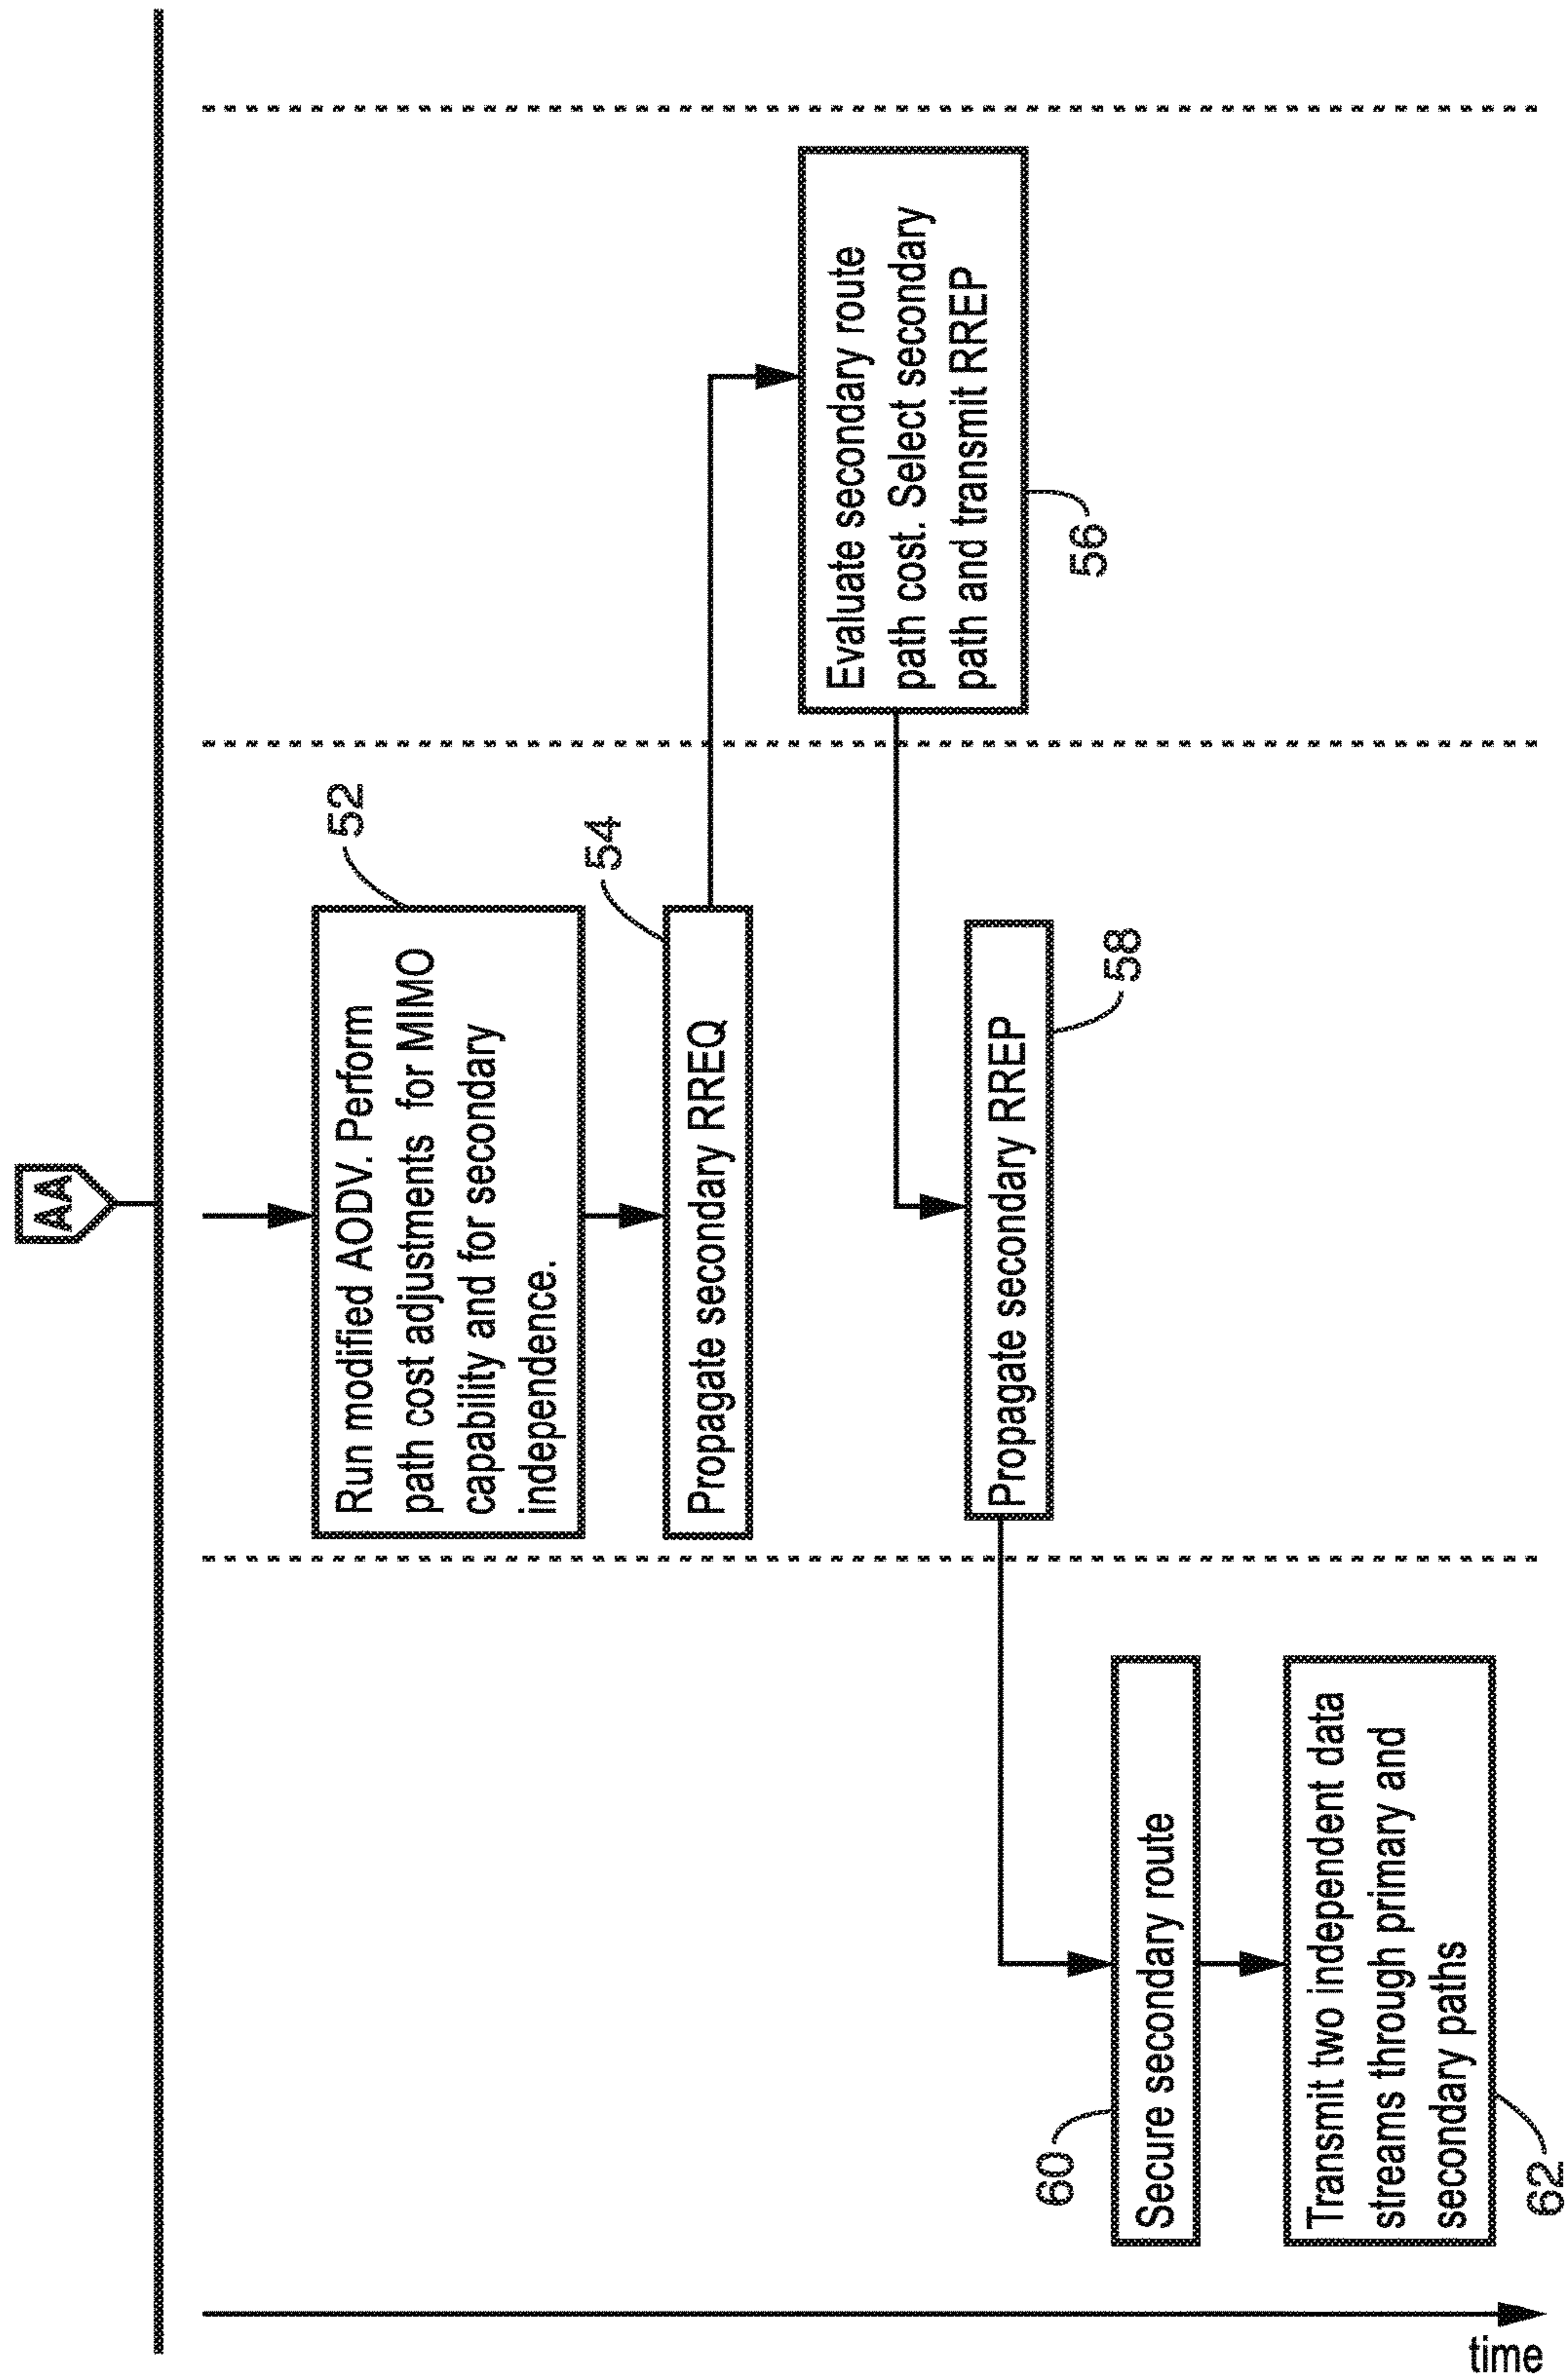 AA
Run modified AODV. Perform
path cost adjustments for MIMO
capability and for secondary
independence.
52
Propagate secondary RREQ
54
Evaluate secondary route
path cost. Select secondary
path and transmit RREP
56
Propagate secondary RREP
58
Secure secondary route
60
Transmit two independent data
streams through primary and
secondary paths
62
time